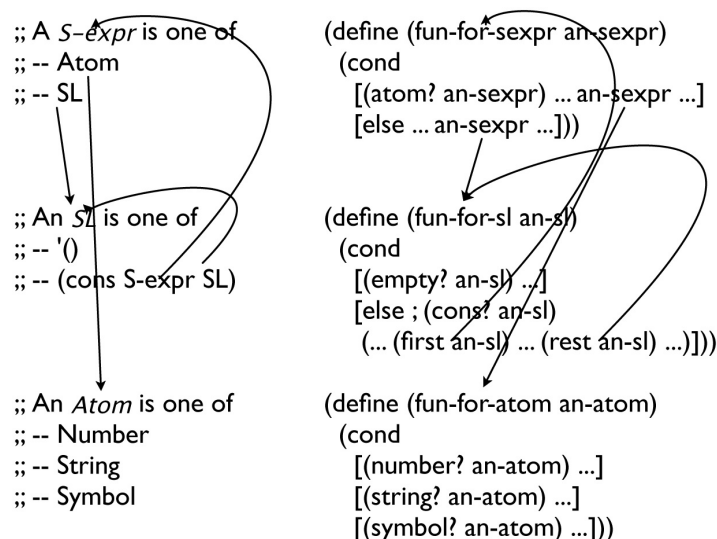 ;; A S-expr is one of
;; -- Atom
;; -- SL
;; An SL is one of
;; -- '()
;; -- (cons S-expr SL)
;; An Atom is one of
;; -- Number
;; -- String
;; -- Symbol
(define (fun-for-sexpr an-sexpr)
(cond
[(atom? an-sexpr) ... an-sexpr ...]
[else ... an-sexpr ...]))
(define (fun-for-sl an-sl)
(cond
[(empty? an-sl) ...]
[else ; (cons? an-sl)
(... (first an-sl) ... (rest an-sl) ...)]))
(define (fun-for-atom an-atom)
(cond
[(number? an-atom) ...]
[(string? an-atom) ...]
[(symbol? an-atom) ...]))